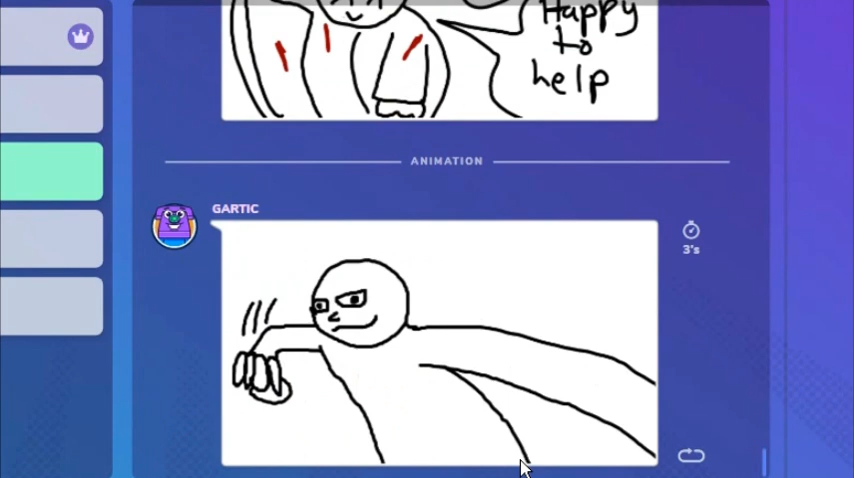 Happy
to
help
ANIMATION
GARTIC
3's